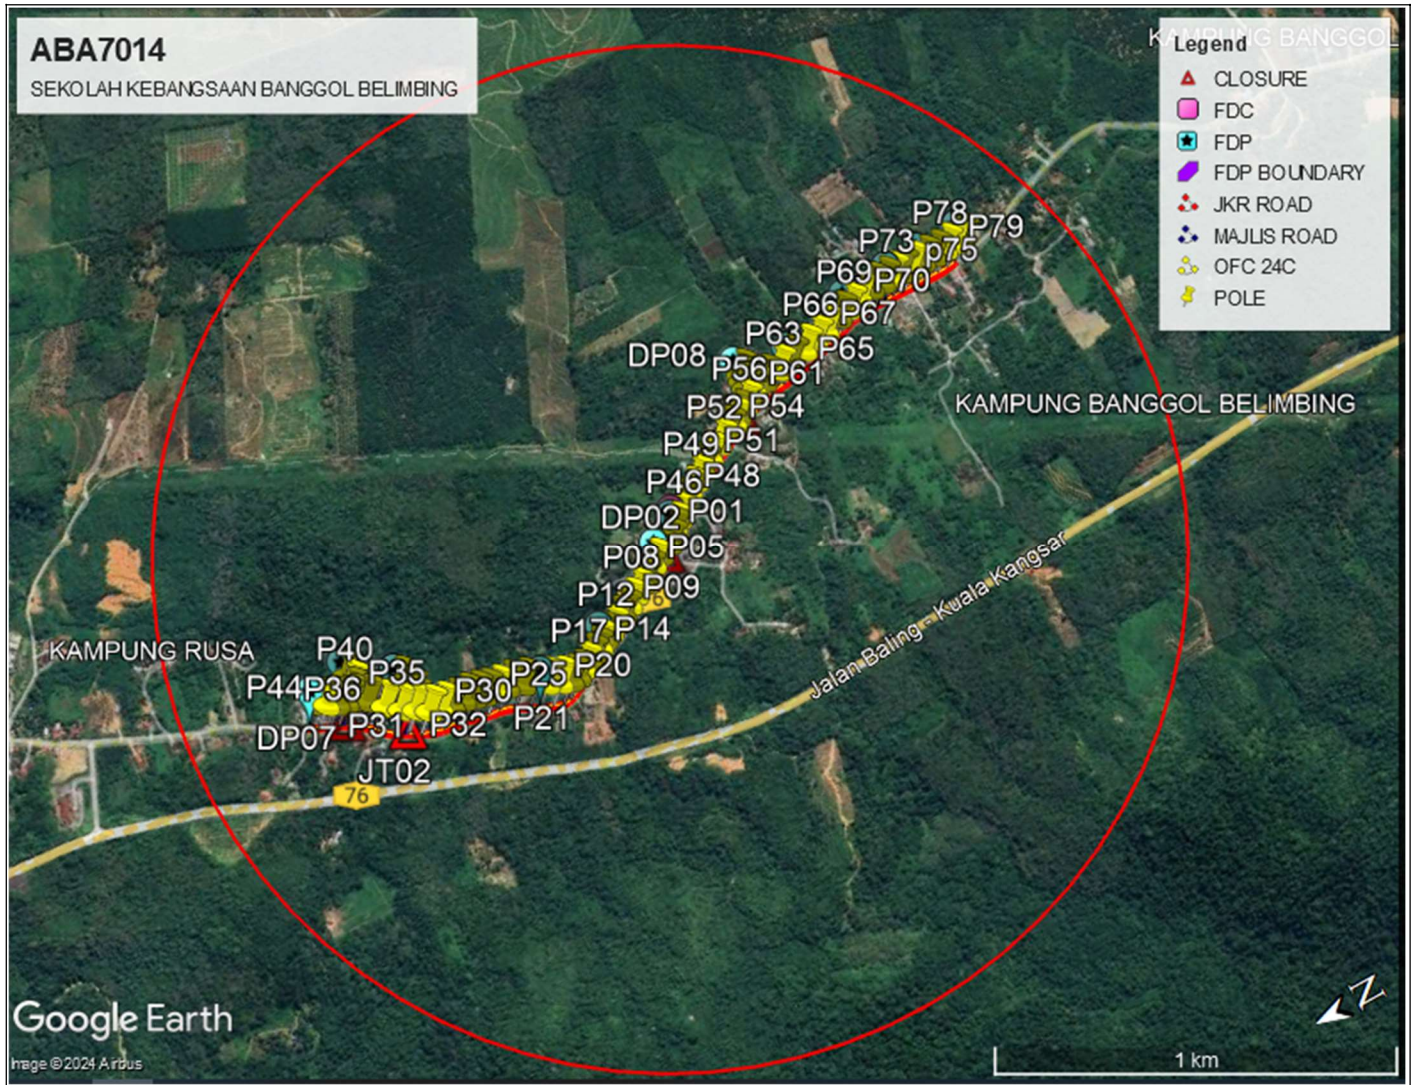 ABA7014
SEKOLAH KEBANGSAAN BANGGOL BELIMBING
KAMPUNG BANGGOL
Legend
CLOSURE
FDC
FDP
FDP BOUNDARY
JKR ROAD
MAJLIS ROAD
OFC 24C
POLE
P78
P79
P73
p75
P69
P70
P66
P67
P63
P65
DP08
P56
P61
P52
P54
KAMPUNG BANGGOL BELIMBING
P49
P51
P46
P48
DP02
P01
P08
P05
P12
P09
P17
P14
Jalan Baling - Kuala Kangsar
KAMPUNG RUSA
P40
P35
P25
P20
P44
P36
P30
P21
DP07
P31
P32
JT02
76
Google Earth
Image © 2024 Airbus
N
1 km